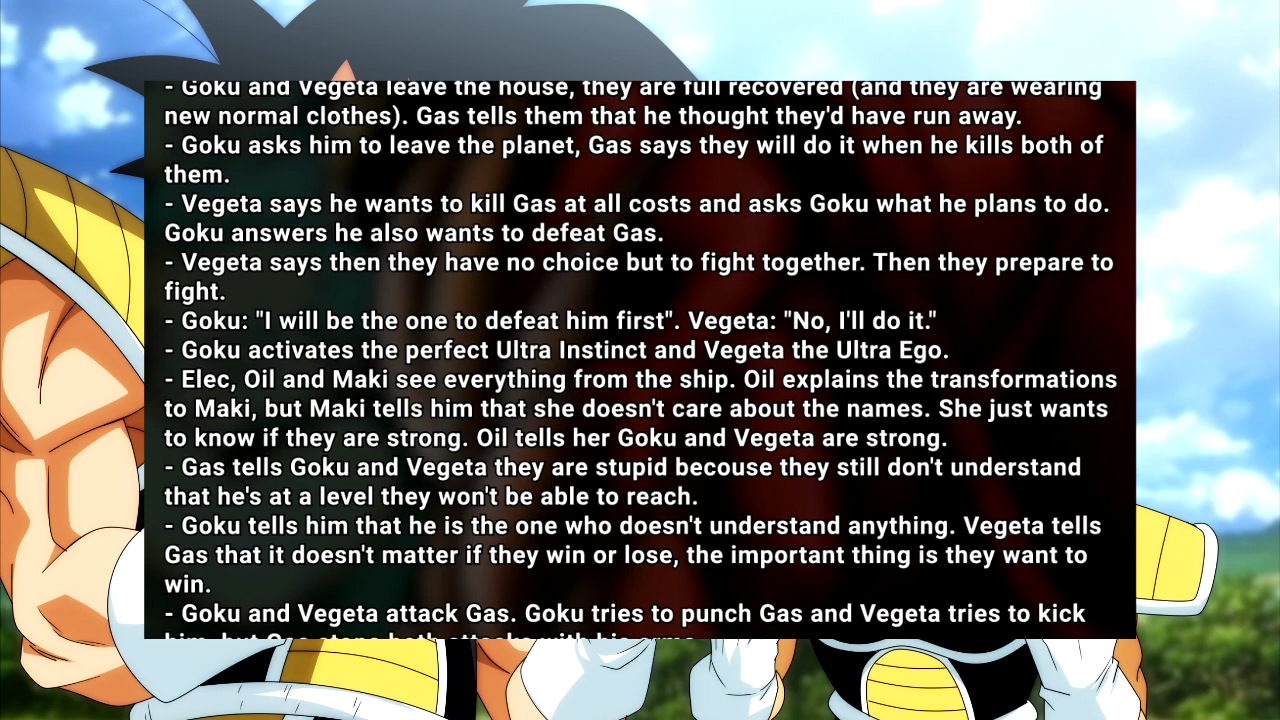 - Goku and Vegeta leave the house, they are full recovered (and they are wearing
new normal clothes). Gas tells them that he thought they'd have run away.
- Goku asks him to leave the planet, Gas says they will do it when he kills both of
them.
- Vegeta says he wants to kill Gas at all costs and asks Goku what he plans to do.
Goku answers he also wants to defeat Gas.
- Vegeta says then they have no choice but to fight together. Then they prepare to
fight.
- Goku: "I will be the one to defeat him first". Vegeta: "No, I'll do it."
- Goku activates the perfect Ultra Instinct and Vegeta the Ultra Ego.
- Elec, Oil and Maki see everything from the ship. Oil explains the transformations
to Maki, but Maki tells him that she doesn't care about the names. She just wants
to know if they are strong. Oil tells her Goku and Vegeta are strong.
- Gas tells Goku and Vegeta they are stupid becouse they still don't understand
that he's at a level they won't be able to reach.
- Goku tells him that he is the one who doesn't understand anything. Vegeta tells
Gas that it doesn't matter if they win or lose, the important thing is they want to
win.
- Goku and Vegeta attack Gas. Goku tries to punch Gas and Vegeta tries to kick
him, but Gas stops both attacks with his arms.